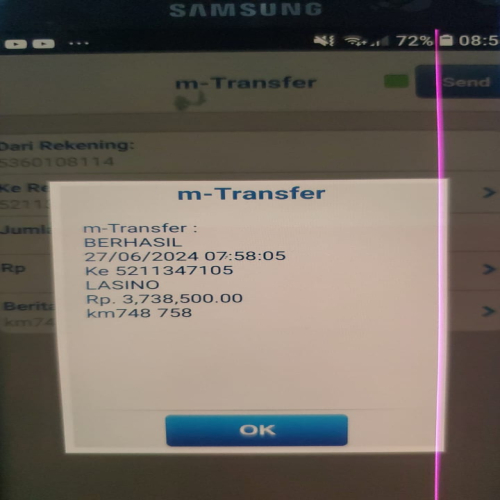 SAMSUNG
72% 08:5
m-Transfer
Send
Dari Rekening:
5360108114
Ke Re
5211
Jumla
Rp
Berita
km74
m-Transfer
m-Transfer :
BERHASIL
27/06/2024 07:58:05
Ke 5211347105
LASINO
Rp. 3,738,500.00
km748 758
OK